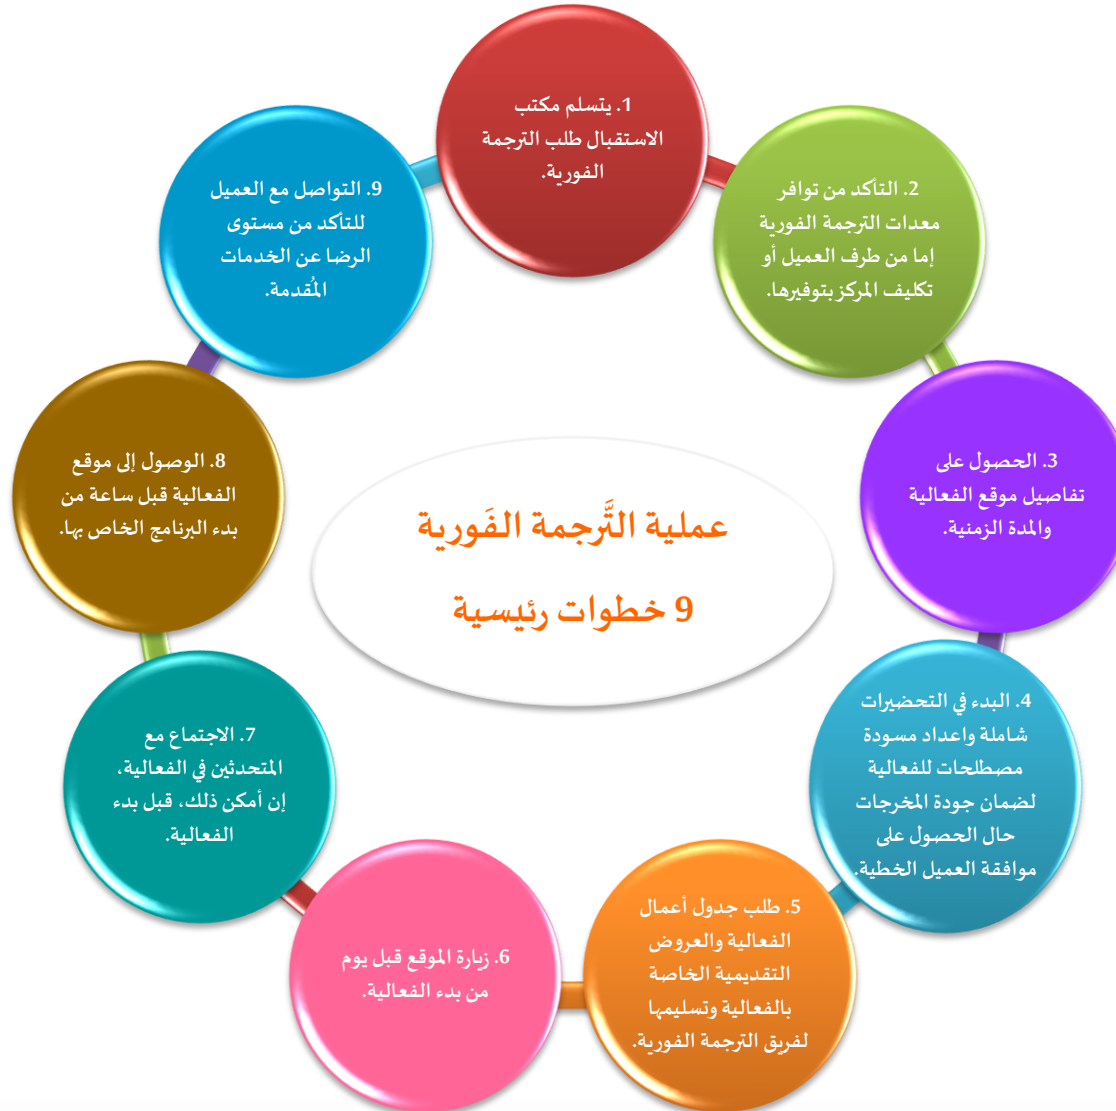 عملية التَّرجمة الفَورية
9 خطوات رئيسية
1. يتسلم مكتب
الاستقبال طلب الترجمة
الفورية.
2. التأكد من توافر
معدات الترجمة الفورية
إما من طرف العميل أو
تكليف المركز بتوفيرها.
3. الحصول على
تفاصيل موقع الفعالية
والمدة الزمنية.
4. البدء في التحضيرات
شاملة واعداد مسودة
مصطلحات للفعالية
لضمان جودة المخرجات
حال الحصول على
موافقة العميل الخطية.
5. طلب جدول أعمال
الفعالية والعروض
التقديمية الخاصة
بالفعالية وتسليمها
لفريق الترجمة الفورية.
6. زيارة الموقع قبل يوم
من بدء الفعالية.
7. الاجتماع مع
المتحدثين في الفعالية،
إن أمكن ذلك، قبل بدء
الفعالية.
8. الوصول إلى موقع
الفعالية قبل ساعة من
بدء البرنامج الخاص بها.
9. التواصل مع العميل
للتأكد من مستوى
الرضا عن الخدمات
المُقدمة.